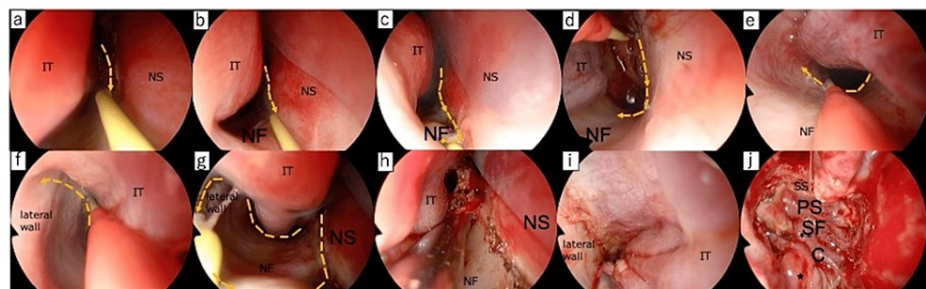 a
IT
NS
b
IT
NS
NF
c
IT
NS
NF
d
IT
NS
NF
e
IT
NF
f
lateral
wall
IT
g
lateral
wall
IT
NS
NF
h
IT
NS
NF
i
lateral
wall
IT
j
SS
PS
SF
C
*